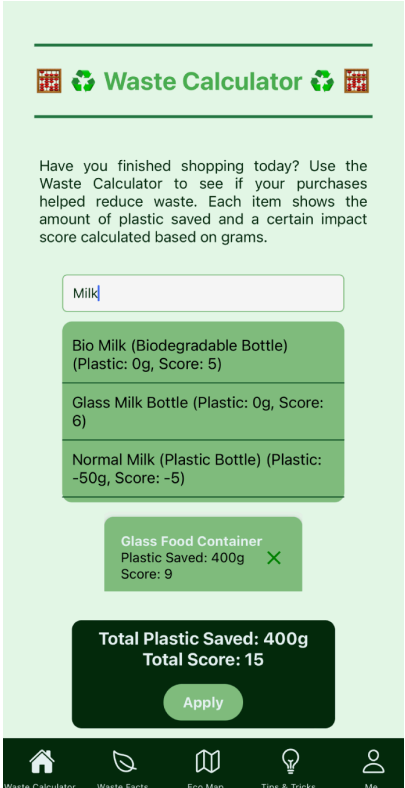 Waste Calculator
Have you finished shopping today? Use the
Waste Calculator to see if your purchases
helped reduce waste. Each item shows the
amount of plastic saved and a certain impact
score calculated based on grams.
Milk
Bio Milk (Biodegradable Bottle)
(Plastic: 0g, Score: 5)
Glass Milk Bottle (Plastic: 0g, Score:
6)
Normal Milk (Plastic Bottle) (Plastic:
-50g, Score: -5)
Glass Food Container
Plastic Saved: 400g
Score: 9
Total Plastic Saved: 400g
Total Score: 15
Apply
Waste Calculator Waste Facts Eco Map Tips & Tricks Me